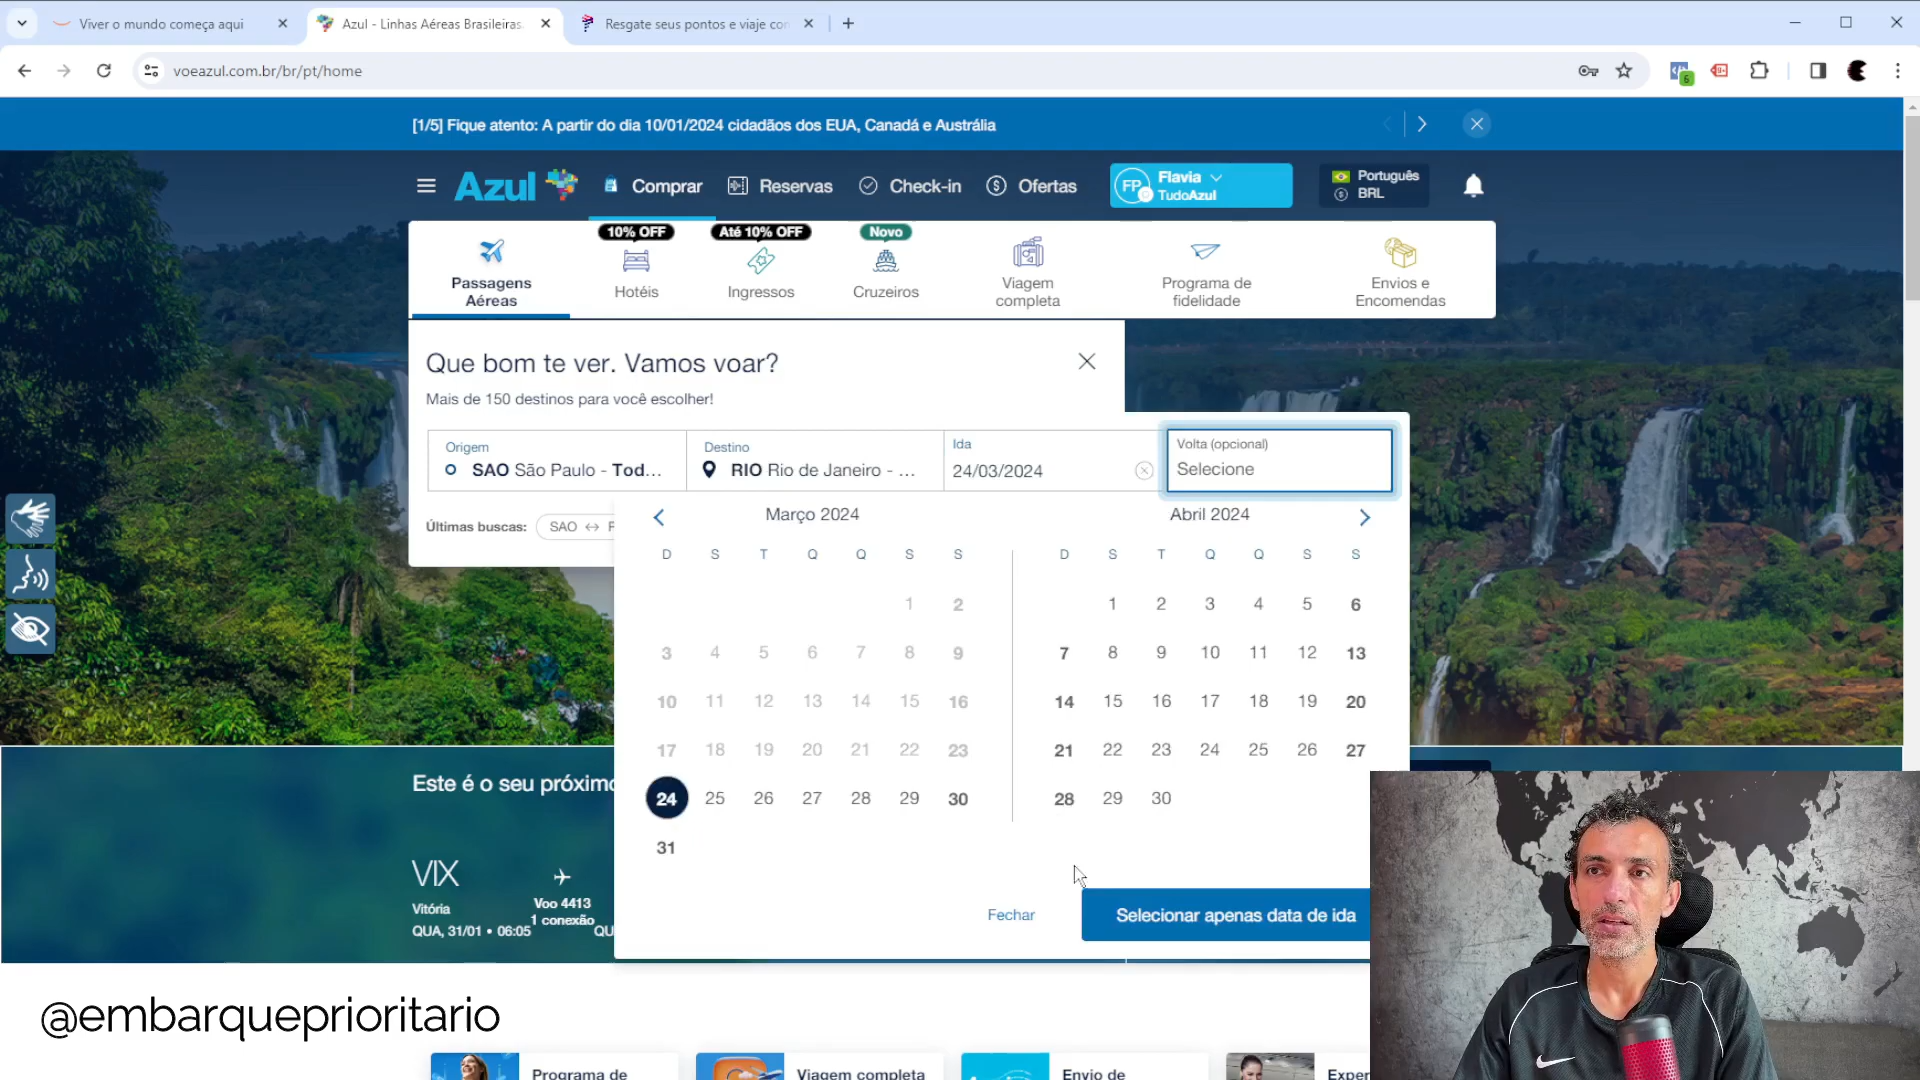 Viver o mundo começa aqui
Azul - Linhas Aéreas Brasileiras
Resgate seus pontos e viaje con
voeazul.com.br/br/pt/home
6
[1/5] Fique atento: A partir do dia 10/01/2024 cidadãos dos EUA, Canadá e Austrália
Azul
Comprar
Reservas
Check-in
Ofertas
FP
Flavia
TudoAzul
Português
BRL
10% OFF
Até 10% OFF
Novo
Passagens
Aéreas
Hotéis
Ingressos
Cruzeiros
Viagem
completa
Programa de
fidelidade
Envios e
Encomendas
Que bom te ver. Vamos voar?
Mais de 150 destinos para você escolher!
Origem
SAO São Paulo - Tod...
Destino
RIO Rio de Janeiro - ...
Ida
24/03/2024
Volta (opcional)
Selecione
Últimas buscas:
SAO ↔
Março 2024
Abril 2024
D S T Q Q S S
D S T Q Q S S
1 2
1 2 3 4 5 6
3 4 5 6 7 8 9
7 8 9 10 11 12 13
10 11 12 13 14 15 16
14 15 16 17 18 19 20
17 18 19 20 21 22 23
21 22 23 24 25 26 27
24 25 26 27 28 29 30
28 29 30
31
Fechar
Selecionar apenas data de ida
Este é o seu próximo
VIX
Vitória
QUA, 31/01 • 06:05
Voo 4413
1 conexão
QU
@embarqueprioritario
Programa de
Viagem completa
Envio de
Exper